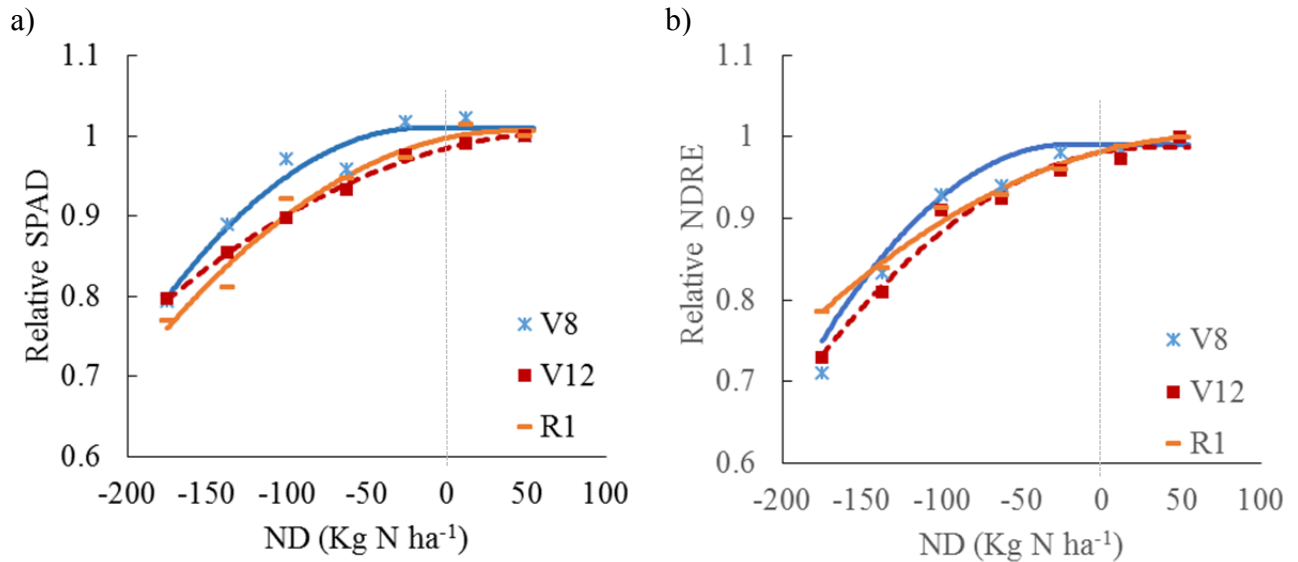 a)
Relative SPAD
1.1
1
0.9
0.8
0.7
0.6
-200 -150 -100 -50 0 50 100
ND (Kg N ha⁻¹)
V8
V12
R1
b)
Relative NDRE
1.1
1
0.9
0.8
0.7
0.6
-200 -150 -100 -50 0 50 100
ND (Kg N ha⁻¹)
V8
V12
R1